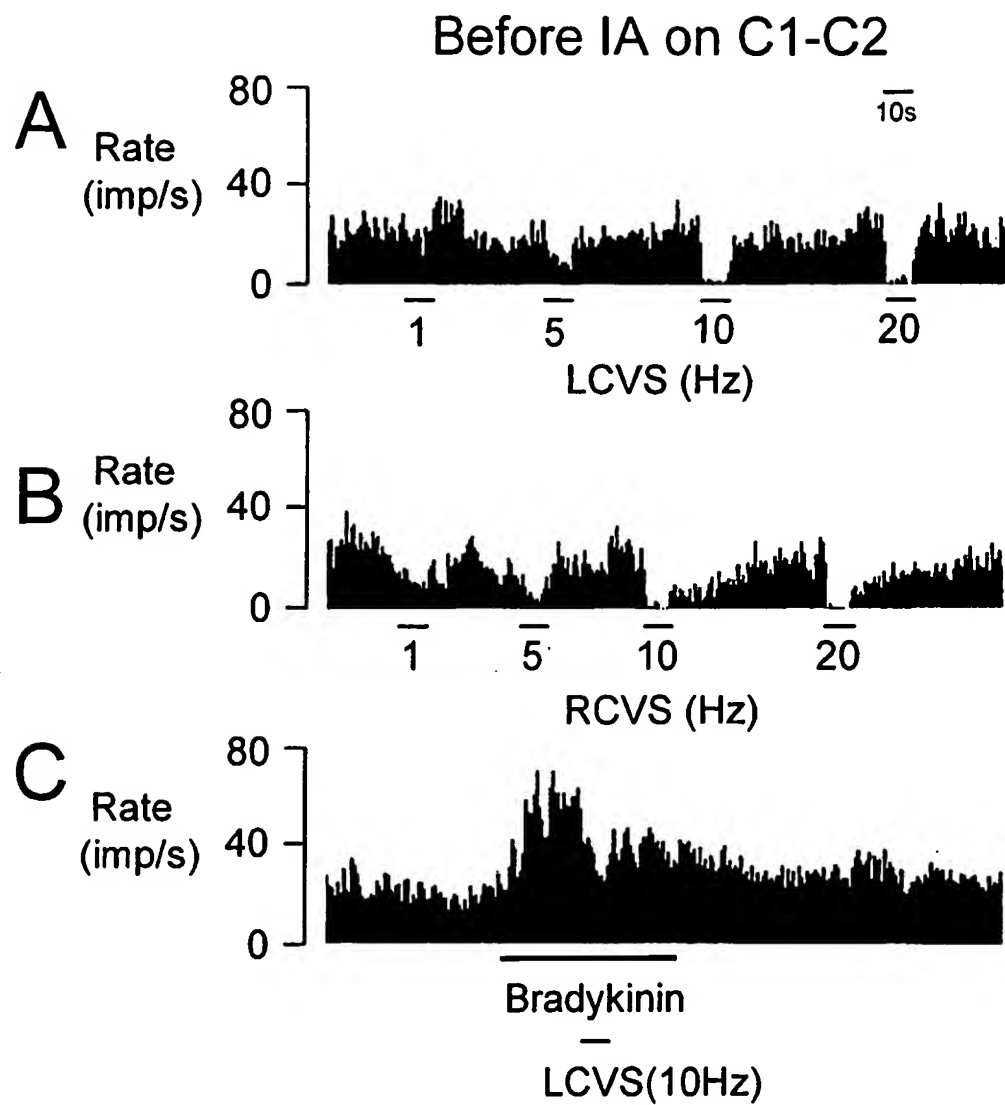 Before IA on C1-C2
A
Rate
(imp/s)
80
40
0
10s
1 5 10 20
LCVS (Hz)
B
Rate
(imp/s)
80
40
0
1 5 10 20
RCVS (Hz)
C
Rate
(imp/s)
80
40
0
Bradykinin
LCVS(10Hz)